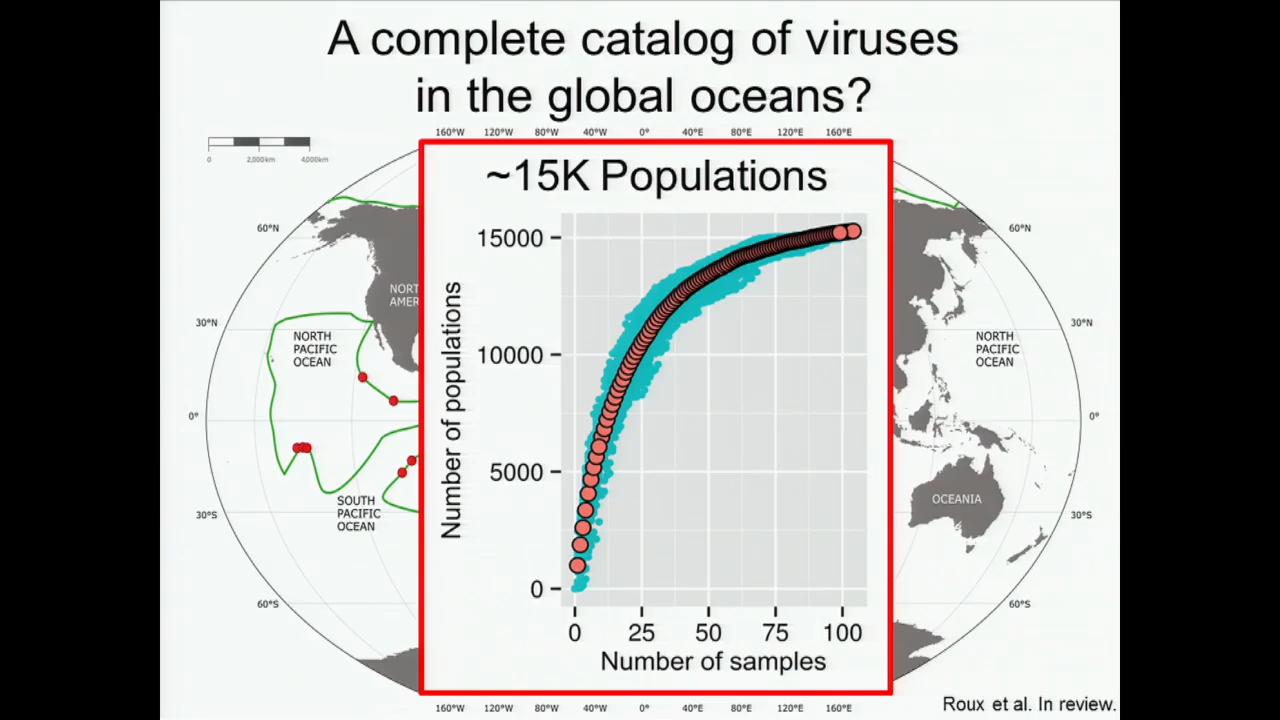 A complete catalog of viruses
in the global oceans?
160°W 120°W 80°W 40°W 0° 40°E 80°E 120°E 160°E
0 2,000km 4,000km
~15K Populations
60°N
60°N
15000
NORT
AMER
30°N
30°N
NORTH
PACIFIC
OCEAN
NORTH
PACIFIC
OCEAN
10000
Number of populations
0°
0°
5000
SOUTH
PACIFIC
OCEAN
OCEANIA
30°S
30°S
0
60°S
60°S
0 25 50 75 100
Number of samples
160°W 120°W 80°W 40°W 0° 40°E 80°E 120°E 160°E
Roux et al. In review.